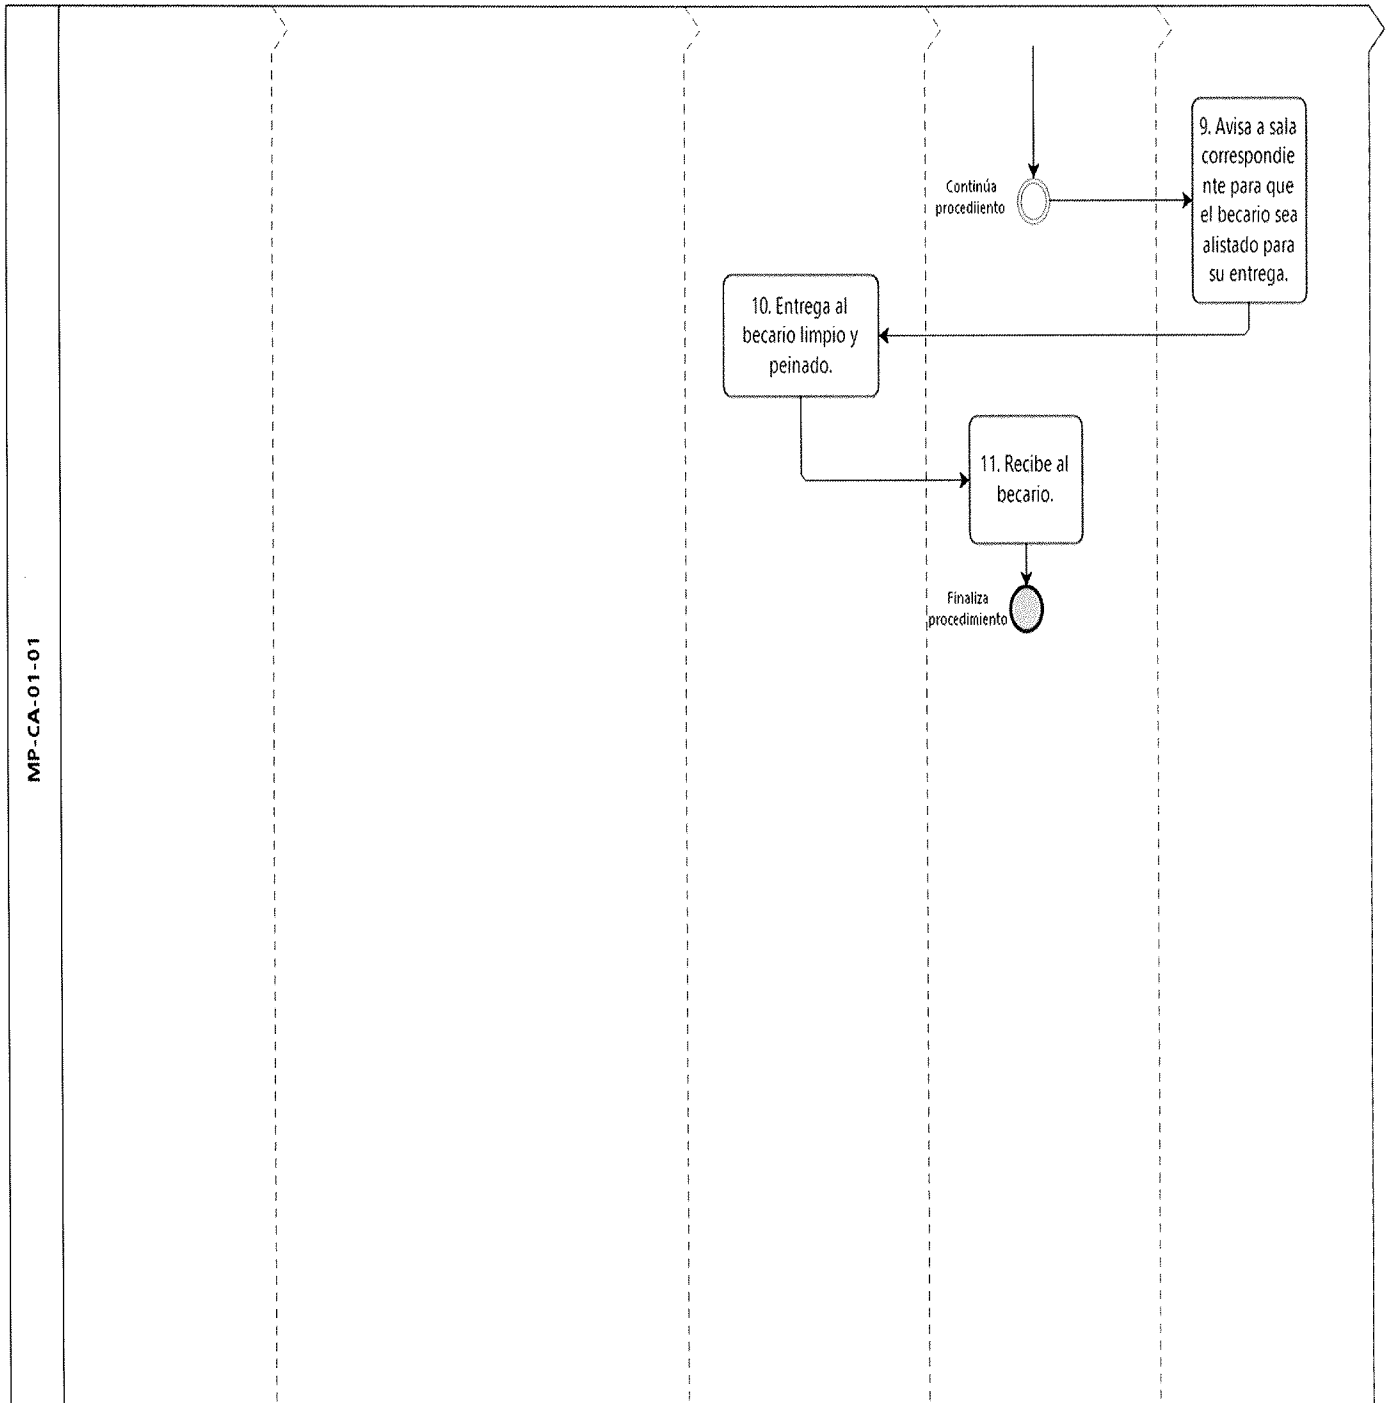 9. Avisa a sala
correspondie
nte para que
el becario sea
alistado para
su entrega.
Continúa
procediiento
10. Entrega al
becario limpio y
peinado.
11. Recibe al
becario.
Finaliza
procedimiento
MP-CA-01-01